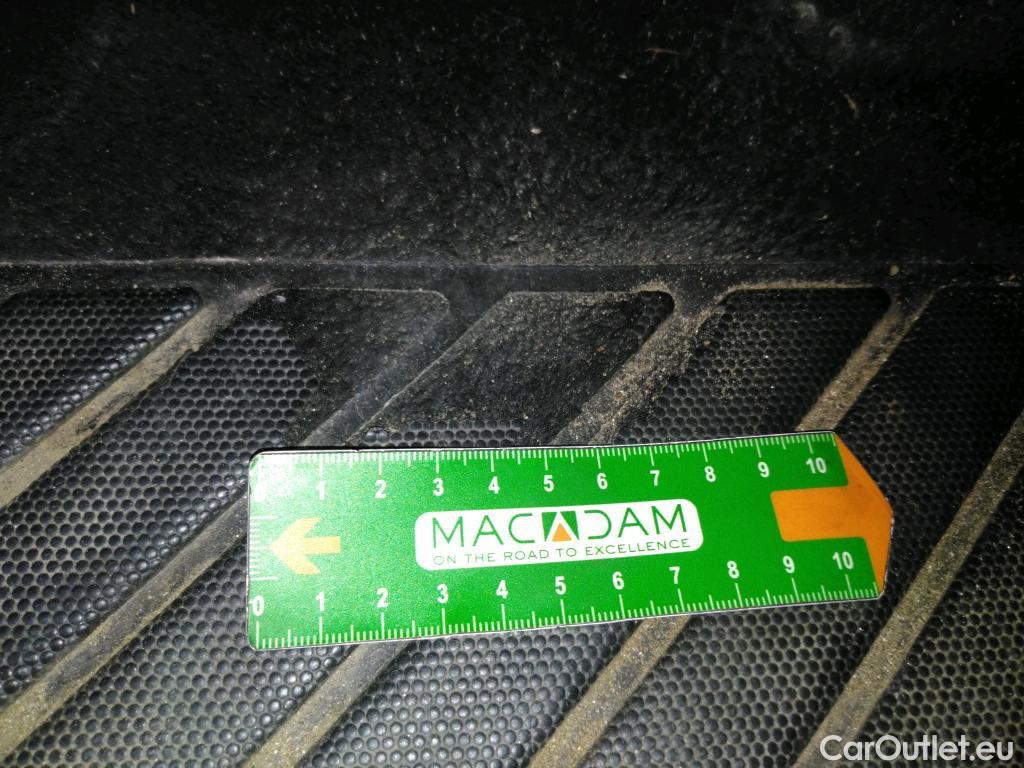 0 1 2 3 4 5 6 7 8 9 10
MACADAM
ON THE ROAD TO EXCELLENCE
0 1 2 3 4 5 6 7 8 9 10
CarOutlet.eu